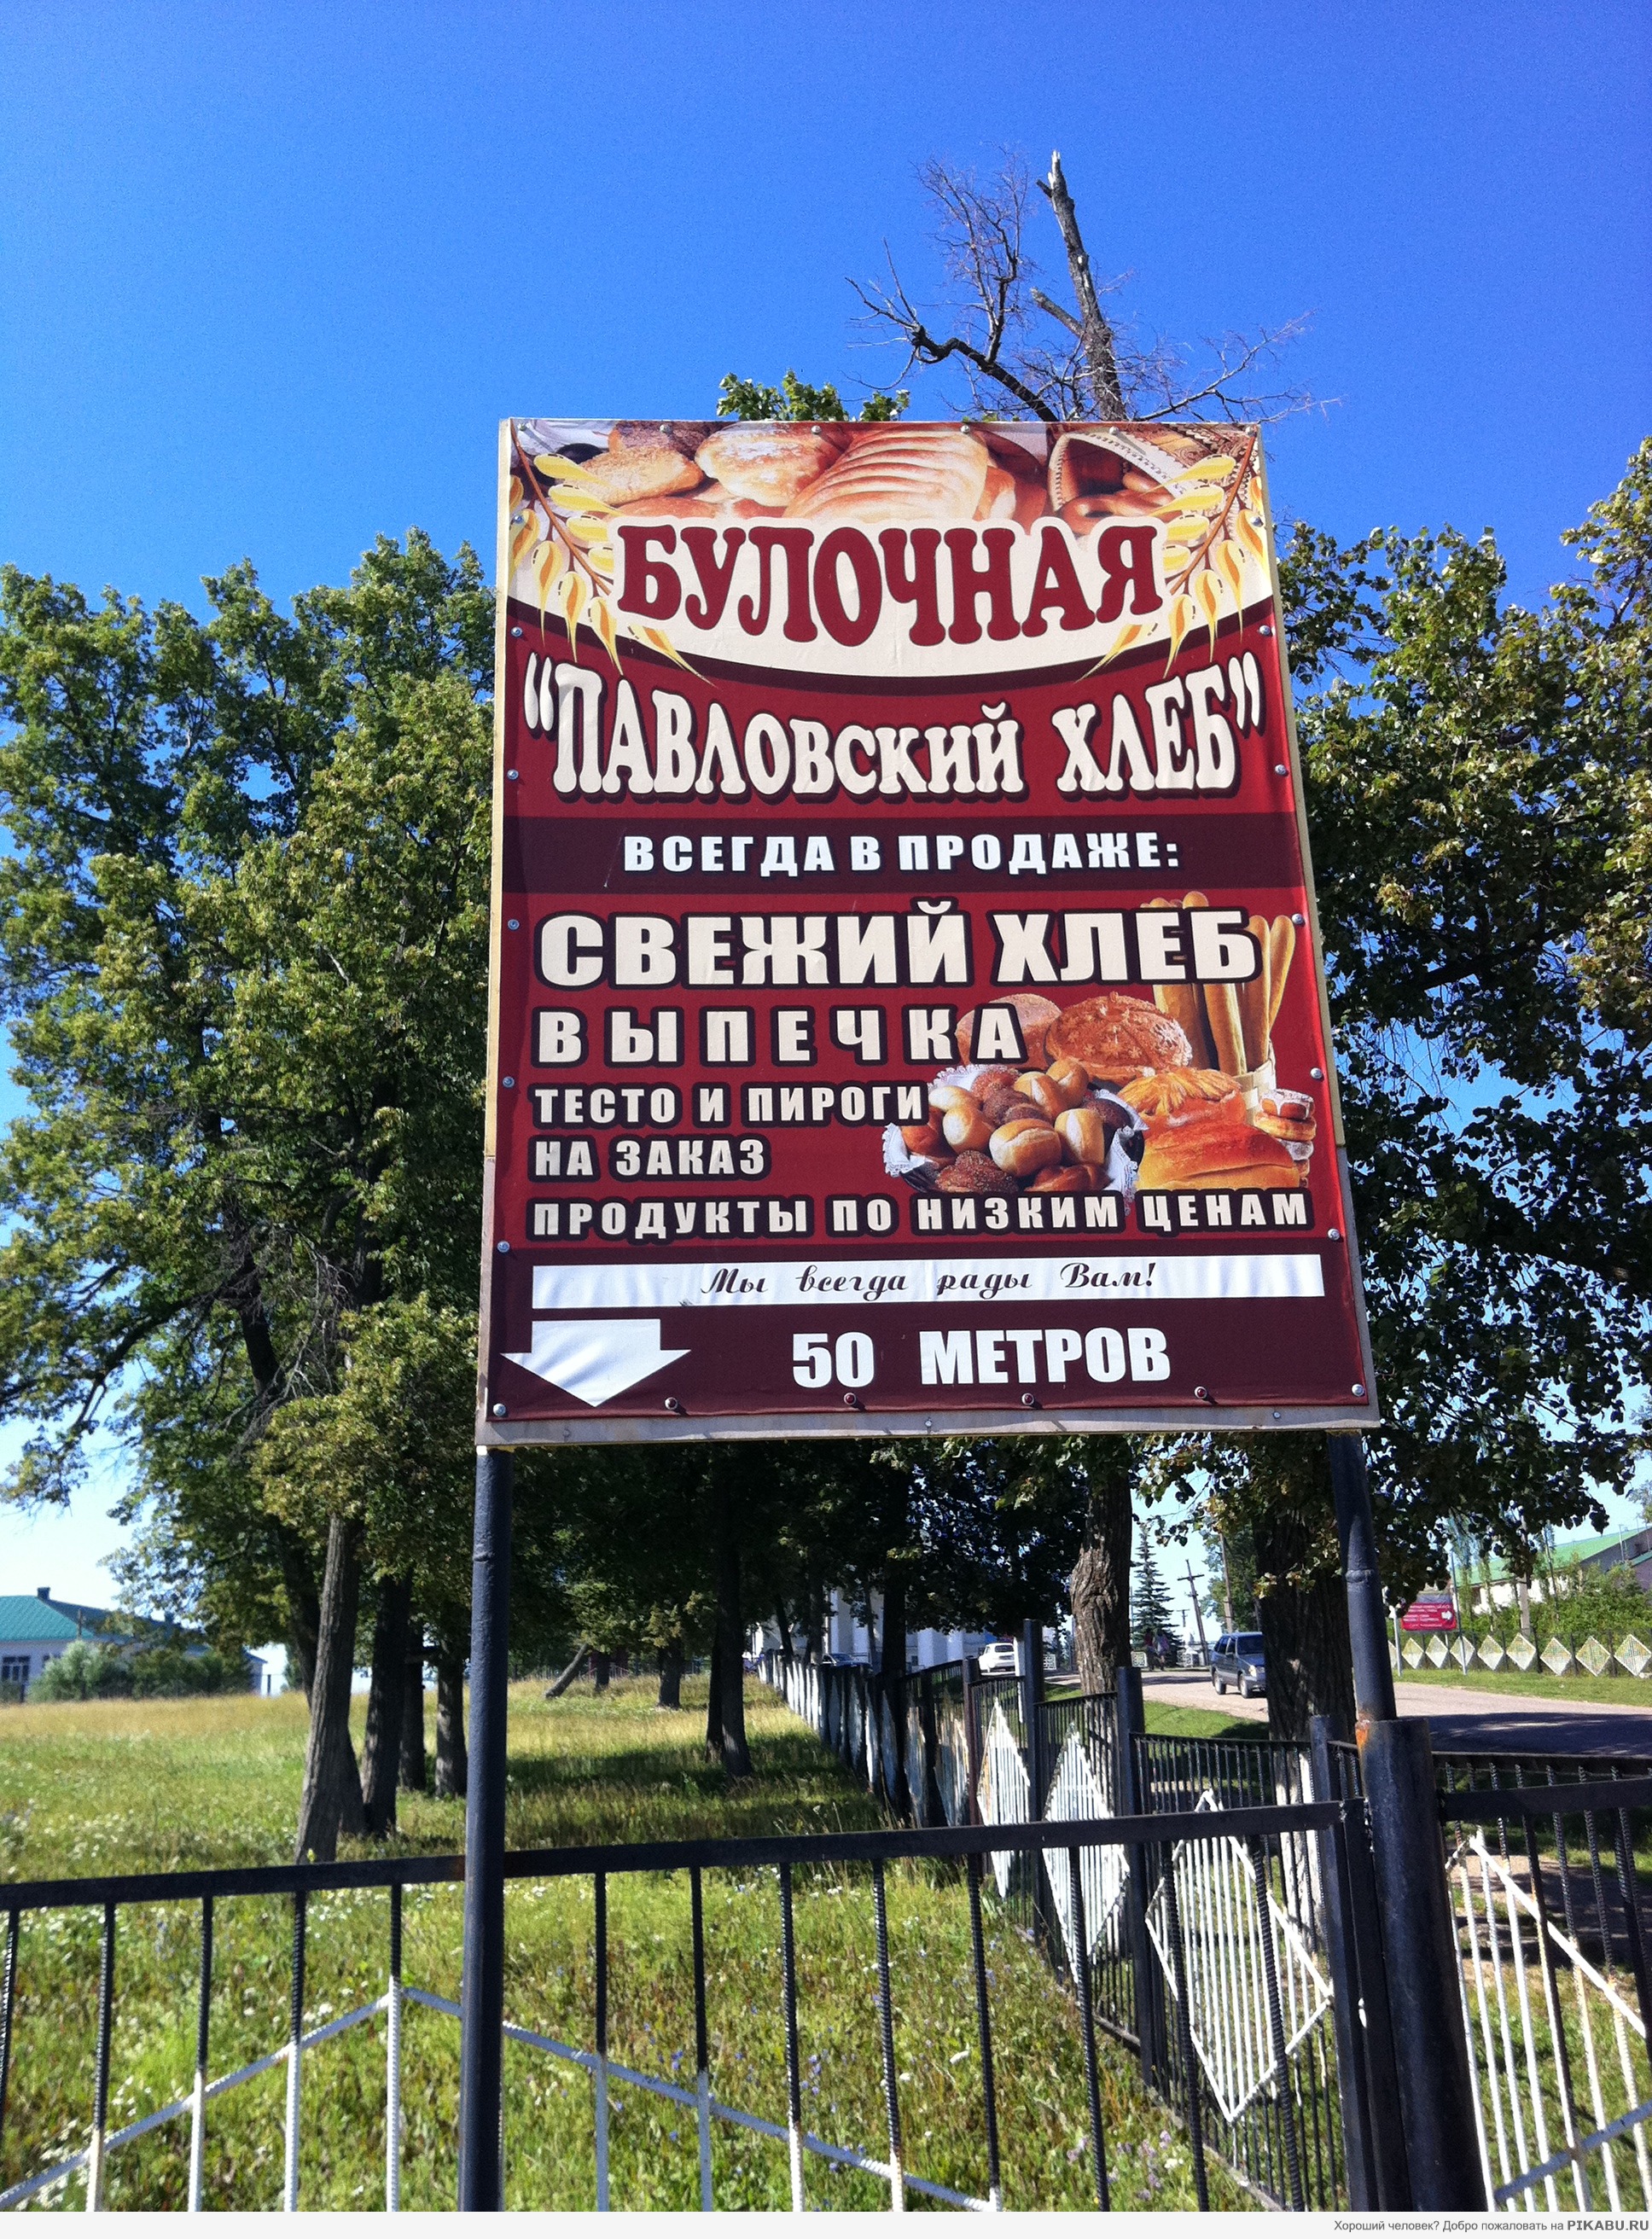 БУЛОЧНАЯ
“ПАВЛОВСКИЙ ХЛЕБ”
ВСЕГДА В ПРОДАЖЕ:
СВЕЖИЙ ХЛЕБ
ВЫПЕЧКА
ТЕСТО И ПИРОГИ
НА ЗАКАЗ
ПРОДУКТЫ ПО НИЗКИМ ЦЕНАМ
Мы всегда рады Вам!
50 МЕТРОВ
Хороший человек? Добро пожаловать на PIKABU.RU